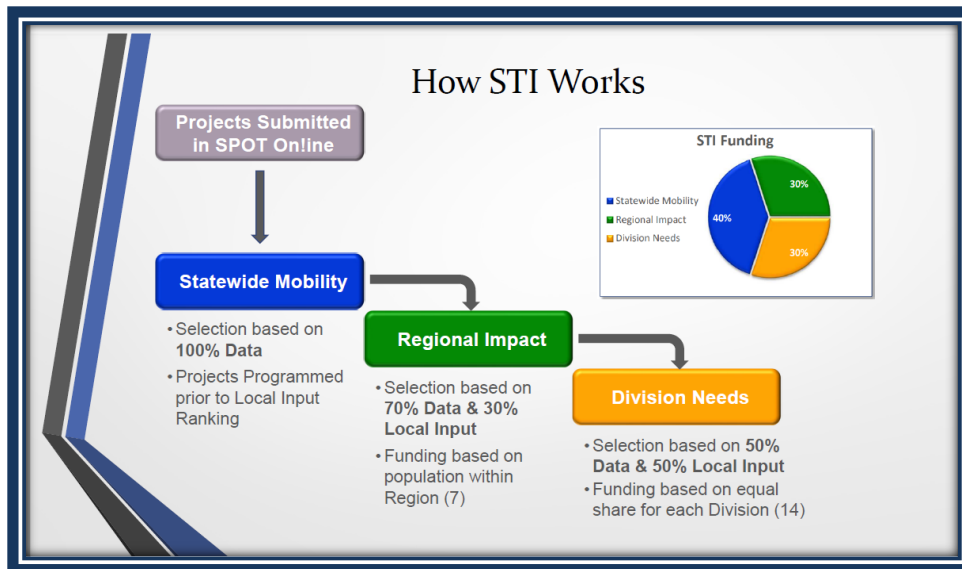 How STI Works
Projects Submitted
in SPOT On!ine
Statewide Mobility
• Selection based on
100% Data
• Projects Programmed
prior to Local Input
Ranking
Regional Impact
• Selection based on
70% Data & 30%
Local Input
• Funding based on
population within
Region (7)
Division Needs
• Selection based on 50%
Data & 50% Local Input
• Funding based on equal
share for each Division (14)
STI Funding
Statewide Mobility
Regional Impact
Division Needs
30%
40%
30%